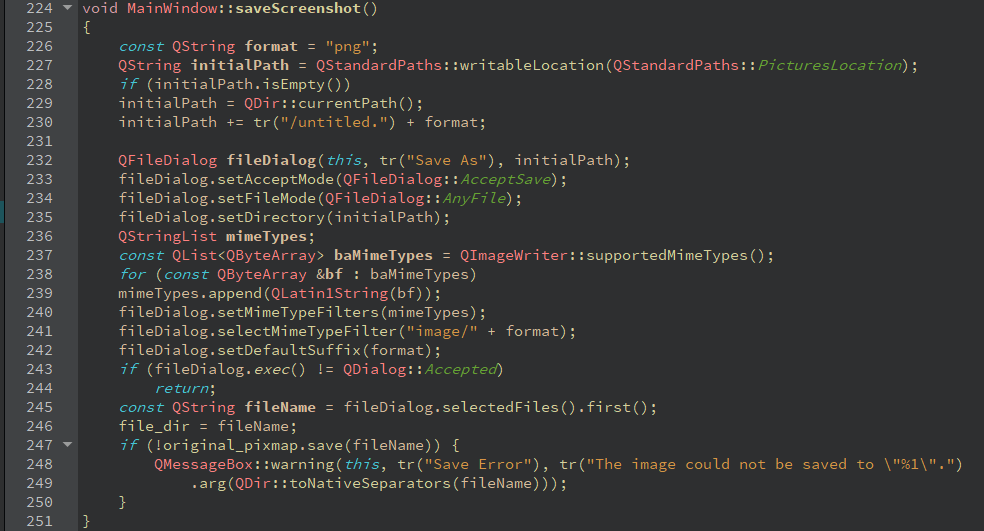 224 void MainWindow::saveScreenshot()
225 {
226     const QString format = "png";
227     QString initialPath = QStandardPaths::writableLocation(QStandardPaths::PicturesLocation);
228     if (initialPath.isEmpty())
229     initialPath = QDir::currentPath();
230     initialPath += tr("/untitled.") + format;
231
232     QFileDialog fileDialog(this, tr("Save As"), initialPath);
233     fileDialog.setAcceptMode(QFileDialog::AcceptSave);
234     fileDialog.setFileMode(QFileDialog::AnyFile);
235     fileDialog.setDirectory(initialPath);
236     QStringList mimeTypes;
237     const QList<QByteArray> baMimeTypes = QImageWriter::supportedMimeTypes();
238     for (const QByteArray &bf : baMimeTypes)
239     mimeTypes.append(QLatin1String(bf));
240     fileDialog.setMimeTypeFilters(mimeTypes);
241     fileDialog.selectMimeTypeFilter("image/" + format);
242     fileDialog.setDefaultSuffix(format);
243     if (fileDialog.exec() != QDialog::Accepted)
244         return;
245     const QString fileName = fileDialog.selectedFiles().first();
246     file_dir = fileName;
247     if (!original_pixmap.save(fileName)) {
248         QMessageBox::warning(this, tr("Save Error"), tr("The image could not be saved to \"%1\".")
249             .arg(QDir::toNativeSeparators(fileName)));
250     }
251 }